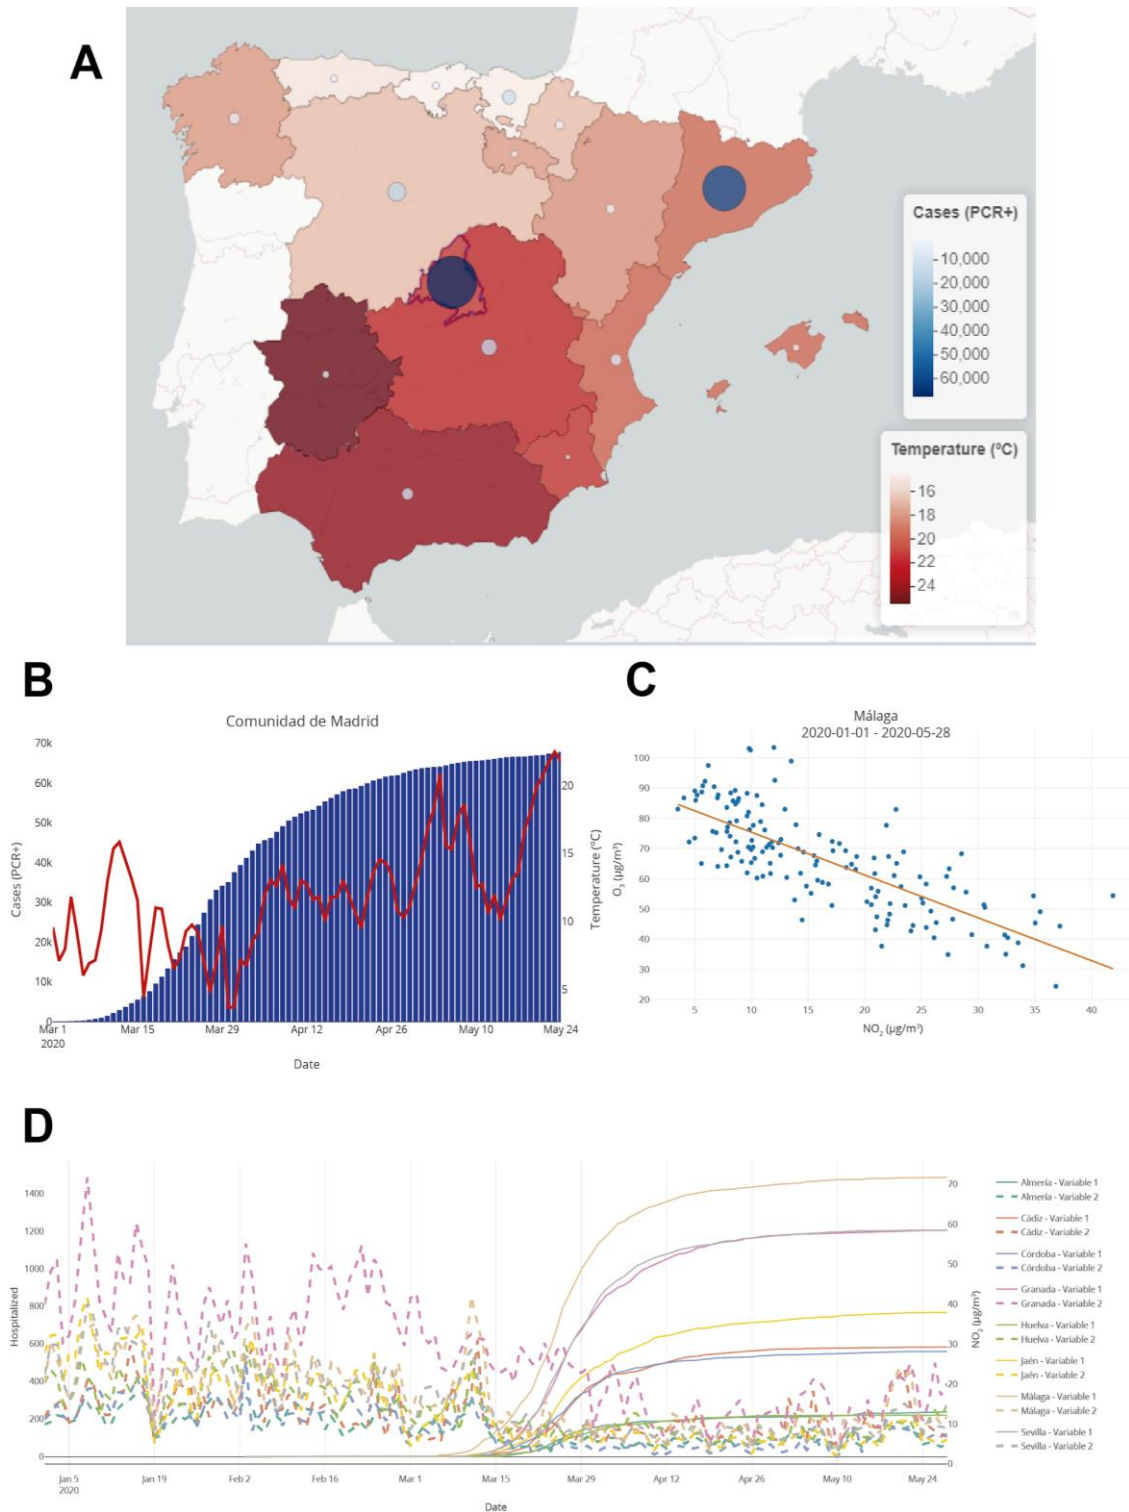 A
Cases (PCR+)
10,000
20,000
30,000
40,000
50,000
60,000
Temperature (ºC)
16
18
20
22
24
B
Comunidad de Madrid
70k
60k
50k
40k
30k
20k
10k
0
Cases (PCR+)
20
15
10
5
Temperature (ºC)
Mar 1
2020
Mar 15
Mar 29
Apr 12
Apr 26
May 10
May 24
Date
C
Málaga
2020-01-01 - 2020-05-28
100
90
80
70
60
50
40
30
20
O₃ (µg/m³)
5
10
15
20
25
30
35
40
NO₂ (µg/m³)
D
1400
1200
1000
800
600
400
200
0
Hospitalized
70
60
50
40
30
20
10
0
NO₂ (µg/m³)
Jan 5
2020
Jan 19
Feb 2
Feb 16
Mar 1
Mar 15
Mar 29
Apr 12
Apr 26
May 10
May 24
Date
Almería - Variable 1
Almería - Variable 2
Cádiz - Variable 1
Cádiz - Variable 2
Córdoba - Variable 1
Córdoba - Variable 2
Granada - Variable 1
Granada - Variable 2
Huelva - Variable 1
Huelva - Variable 2
Jaén - Variable 1
Jaén - Variable 2
Málaga - Variable 1
Málaga - Variable 2
Sevilla - Variable 1
Sevilla - Variable 2